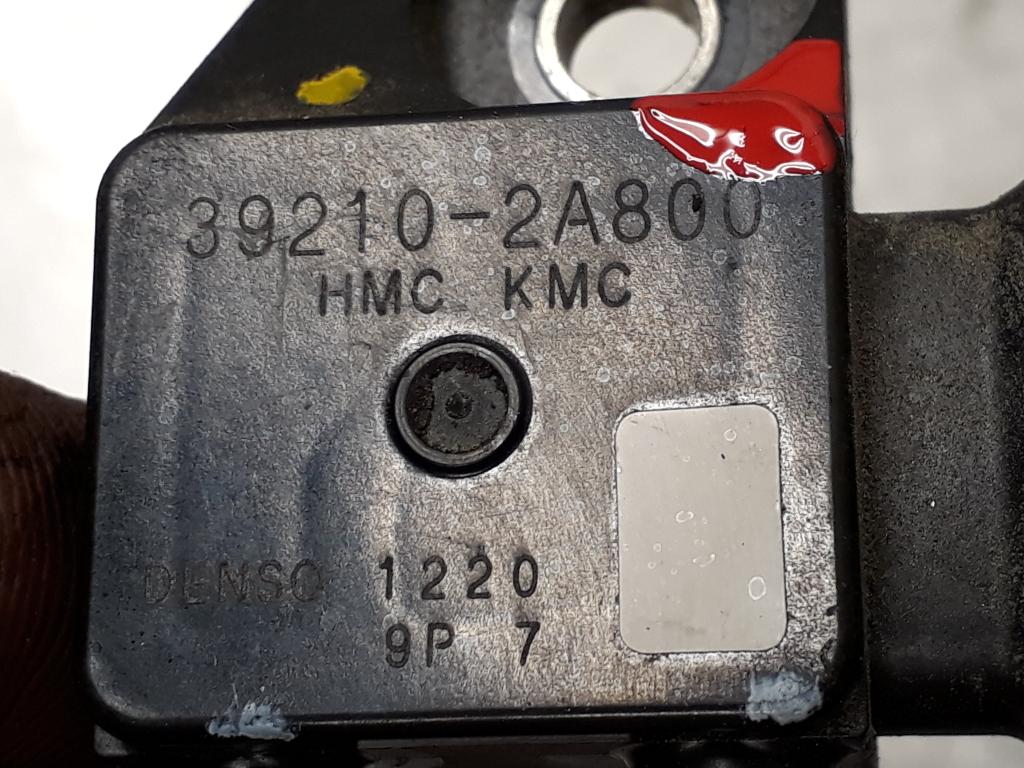 39210-2A800
HMC KMC
DENSO 1220
9P 7